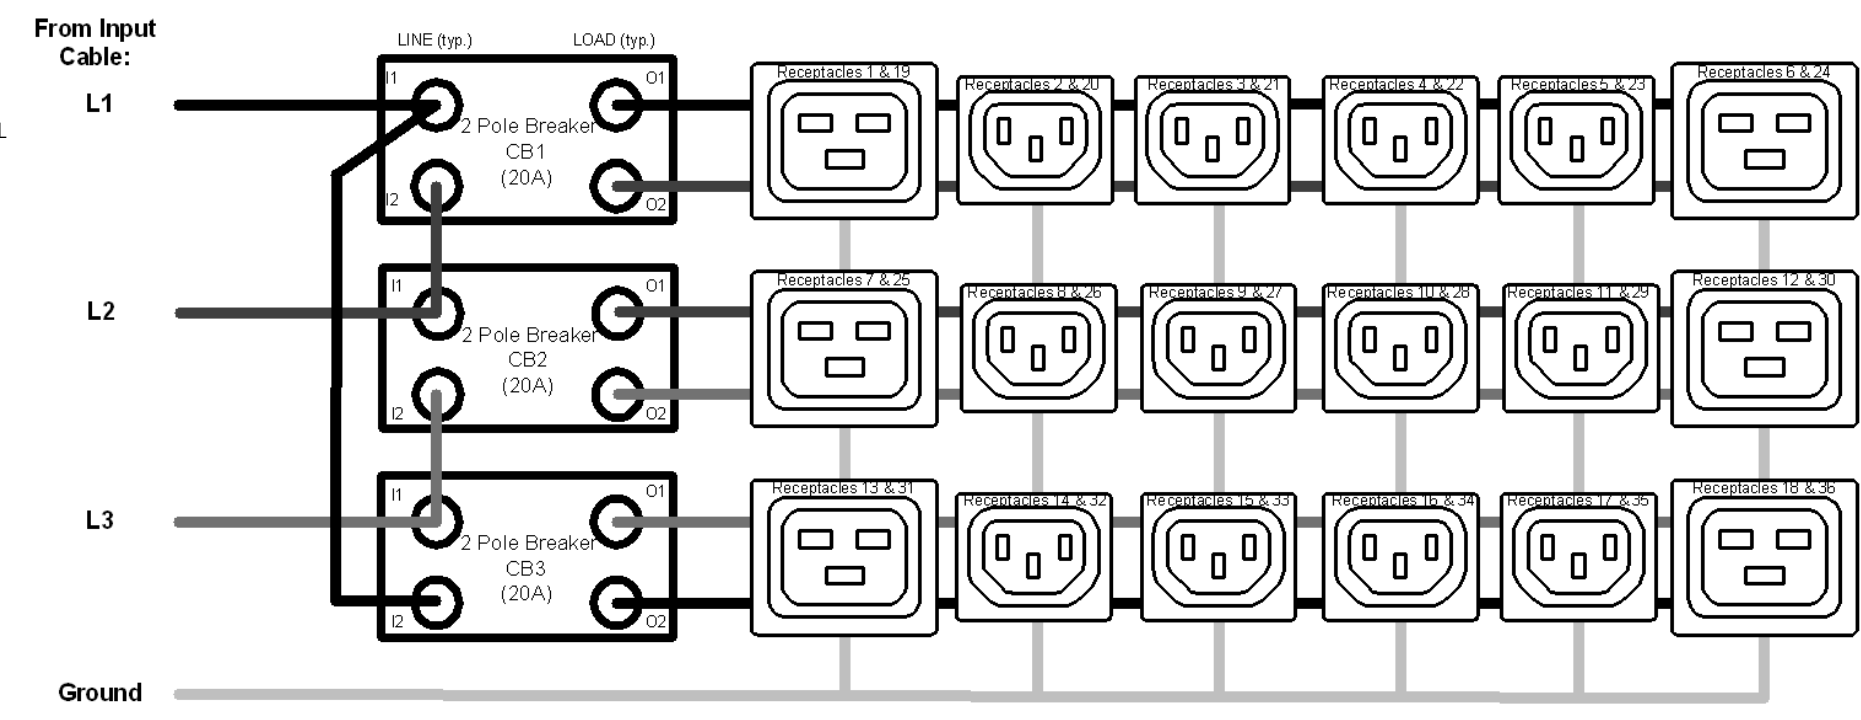 From Input
Cable:
LINE (typ.)
LOAD (typ.)
L1
I1
O1
2 Pole Breaker
CB1
(20A)
I2
O2
Receptacles 1 & 19
Receptacles 2 & 20
Receptacles 3 & 21
Receptacles 4 & 22
Receptacles 5 & 23
Receptacles 6 & 24
L
L2
I1
O1
2 Pole Breaker
CB2
(20A)
I2
O2
Receptacles 7 & 25
Receptacles 8 & 26
Receptacles 9 & 27
Receptacles 10 & 28
Receptacles 11 & 29
Receptacles 12 & 30
L3
I1
O1
2 Pole Breaker
CB3
(20A)
I2
O2
Receptacles 13 & 31
Receptacles 14 & 32
Receptacles 15 & 33
Receptacles 16 & 34
Receptacles 17 & 35
Receptacles 18 & 36
Ground